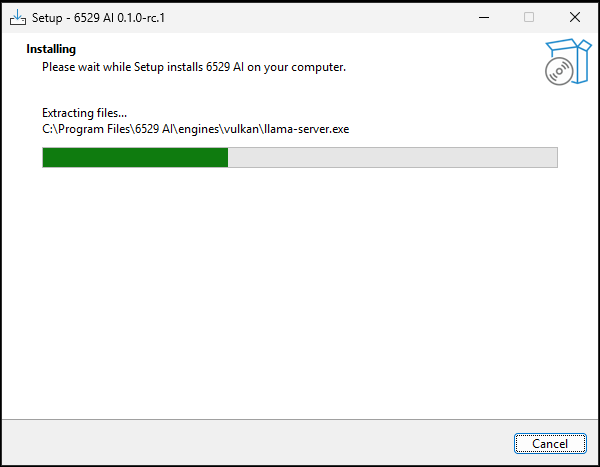 Setup - 6529 AI 0.1.0-rc.1
Installing
Please wait while Setup installs 6529 AI on your computer.
Extracting files...
C:\Program Files\6529 AI\engines\vulkan\llama-server.exe
Cancel